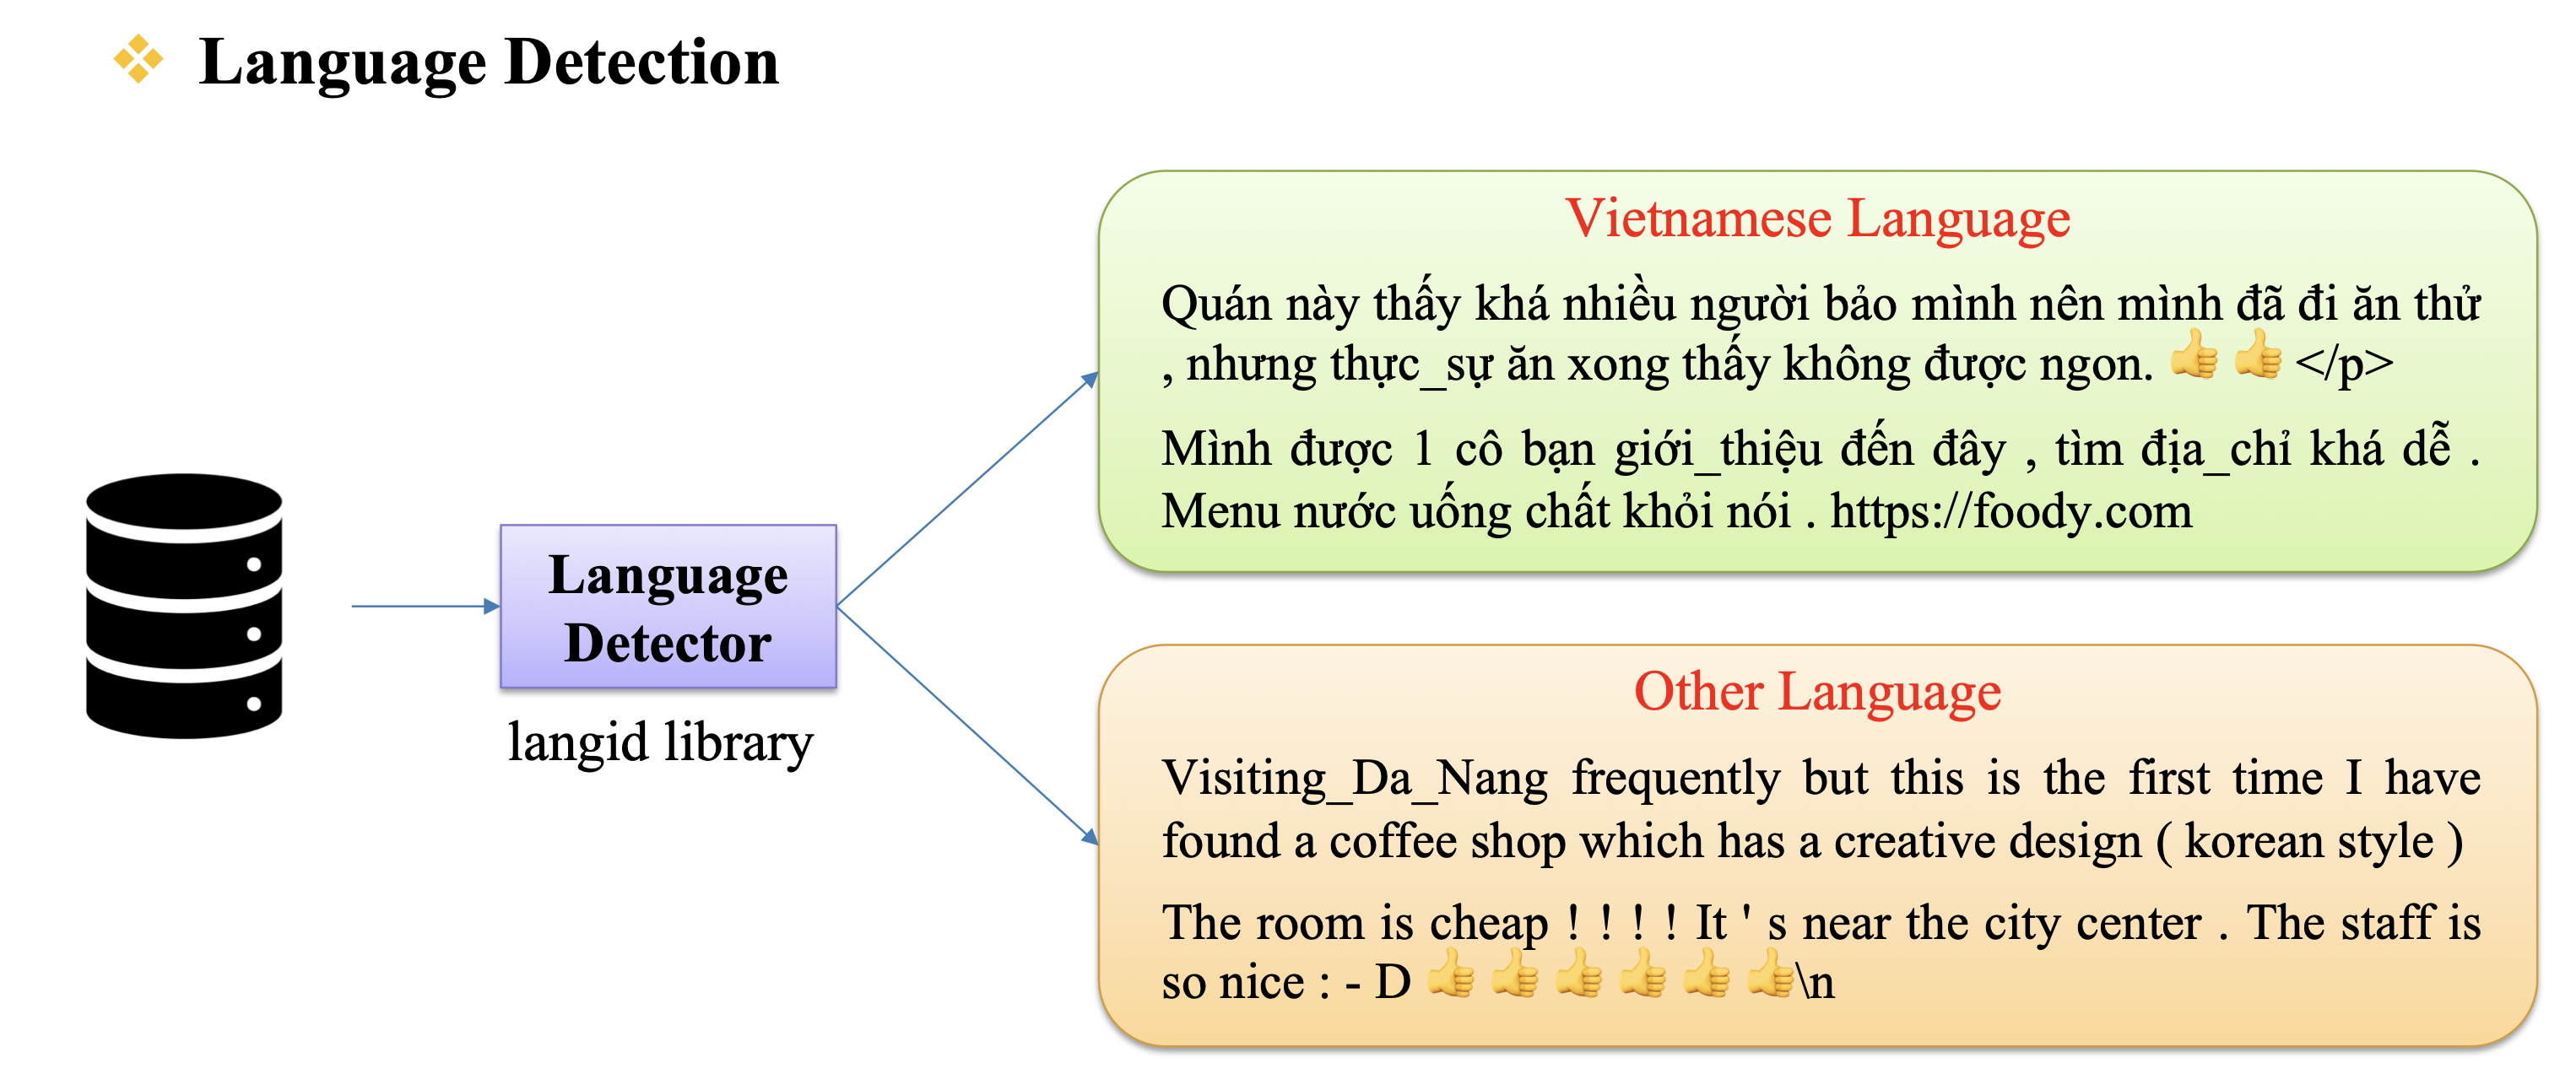 Language Detection
Language
Detector
langid library
Vietnamese Language
Quán này thấy khá nhiều người bảo mình nên mình đã đi ăn thử
, nhưng thực_sự ăn xong thấy không được ngon. 👍 👍 </p>
Mình được 1 cô bạn giới_thiệu đến đây , tìm địa_chỉ khá dễ .
Menu nước uống chất khỏi nói . https://foody.com
Other Language
Visiting_Da_Nang frequently but this is the first time I have
found a coffee shop which has a creative design ( korean style )
The room is cheap ! ! ! ! It ' s near the city center . The staff is
so nice : - D 👍 👍 👍 👍 👍 👍\n